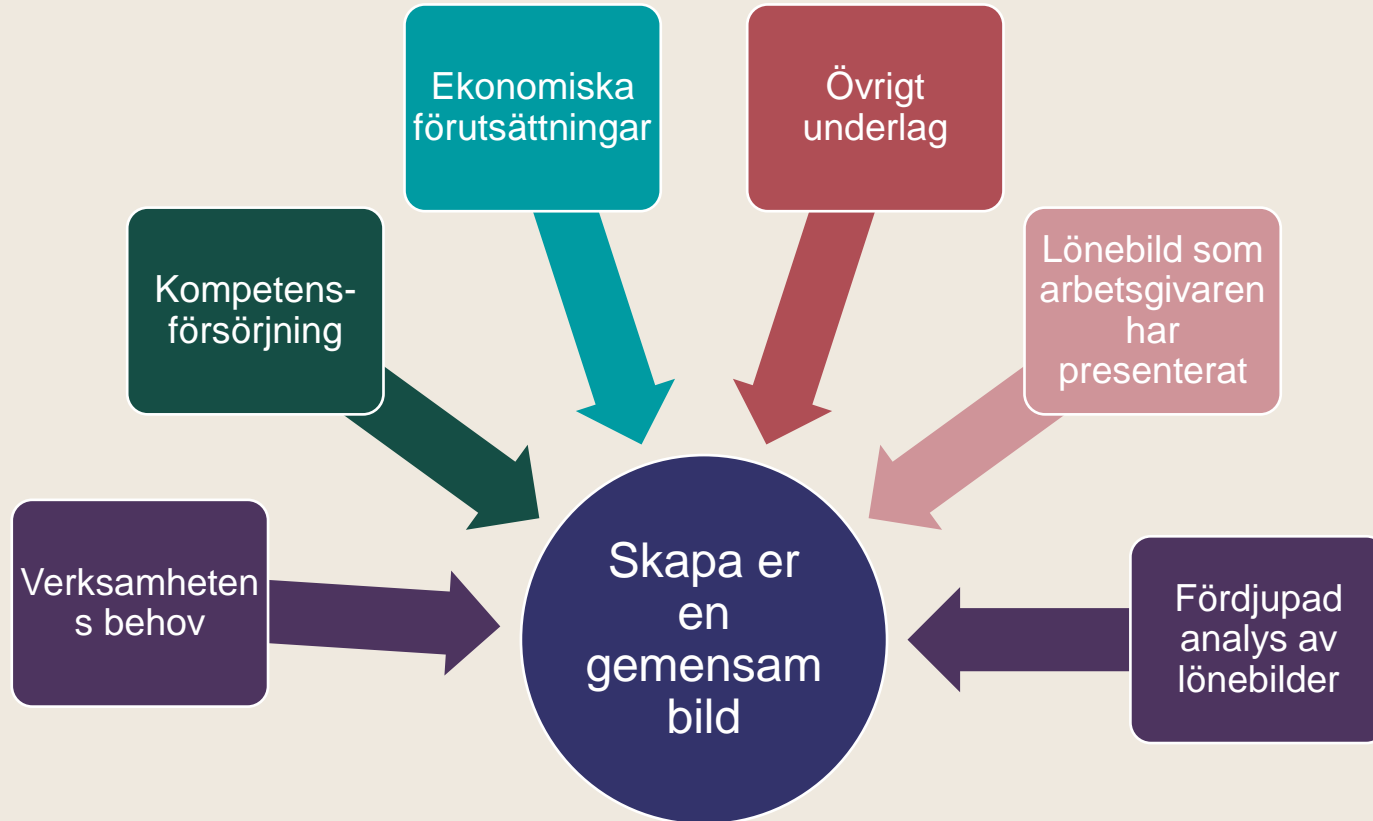 Ekonomiska
förutsättningar
Övrigt
underlag
Kompetens-
försörjning
Lönebild som
arbetsgivaren
har
presenterat
Verksamheten
s behov
Skapa er
en
gemensam
bild
Fördjupad
analys av
lönebilder